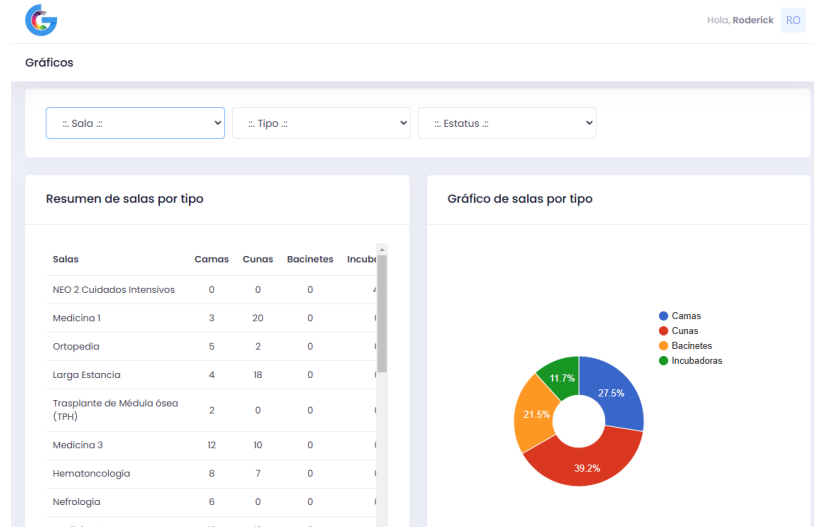 Hola, Roderick RO
Gráficos
::. Sala .::
::. Tipo .::
::. Estatus .::
Resumen de salas por tipo
Salas Camas Cunas Bacinetes
NEO 2 Cuidados Intensivos 0 0 0
Medicina 1 3 20 0
Ortopedia 5 2 0
Larga Estancia 4 18 0
Trasplante de Médula ósea
(TPH) 2 0 0
Medicina 3 12 10 0
Hematoncologia 8 7 0
Nefrologia 6 0 0
Gráfico de salas por tipo
Camas
Cunas
Bacinetes
Incubadoras
11.7%
27.5%
21.5%
39.2%